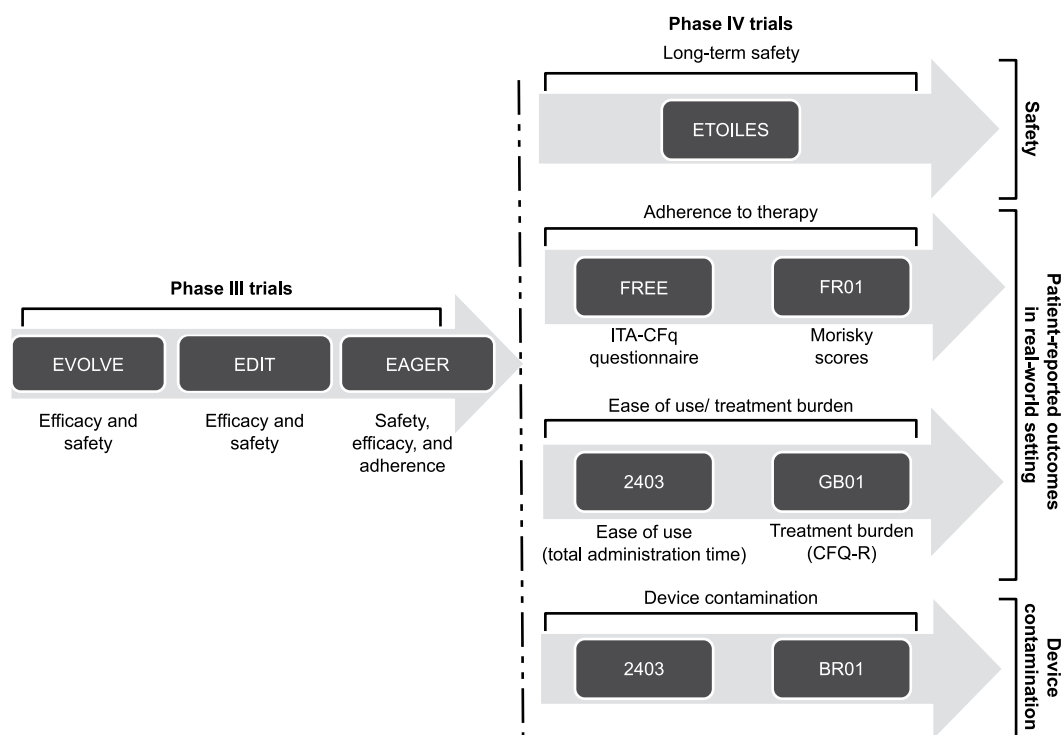 Phase III trials
EVOLVE
EDIT
EAGER
Efficacy and
safety
Efficacy and
safety
Safety,
efficacy, and
adherence
Phase IV trials
Long-term safety
ETOILES
Safety
Adherence to therapy
FREE
FR01
ITA-CFq
questionnaire
Morisky
scores
Ease of use/ treatment burden
2403
GB01
Ease of use
(total administration time)
Treatment burden
(CFQ-R)
Patient-reported outcomes
in real-world setting
Device contamination
2403
BR01
Device
contamination